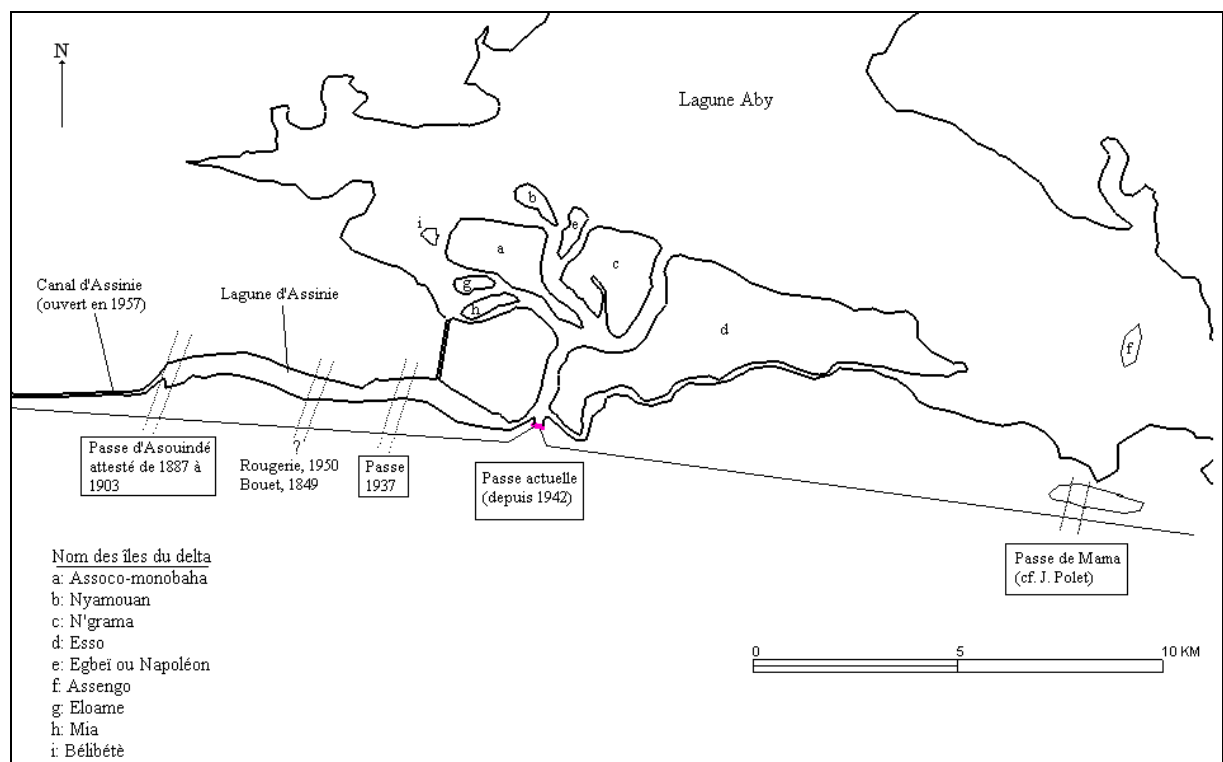 N
Lagune Aby
b
i
e
a
c
g
h
d
f
Canal d'Assinie
(ouvert en 1957)
Lagune d'Assinie
Passe d'Asouindé
attesté de 1887 à
1903
?
Rougerie, 1950
Bouet, 1849
Passe
1937
Passe actuelle
(depuis 1942)
Passe de Mama
(cf. J. Polet)
Nom des îles du delta
a: Assoco-monobaha
b: Nyamouan
c: N'grama
d: Esso
e: Egbeï ou Napoléon
f: Assengo
g: Eloame
h: Mia
i: Bélibétè
0 5 10 KM